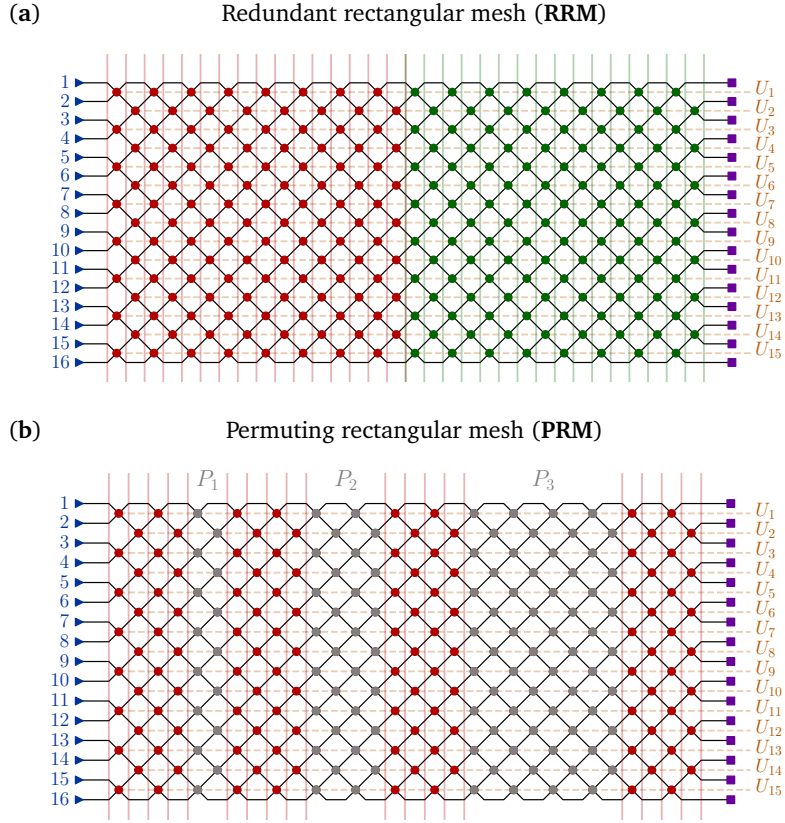 (a) Redundant rectangular mesh (RRM)
1
2
3
4
5
6
7
8
9
10
11
12
13
14
15
16
U₁
U₂
U₃
U₄
U₅
U₆
U₇
U₈
U₉
U₁₀
U₁₁
U₁₂
U₁₃
U₁₄
U₁₅
(b) Permuting rectangular mesh (PRM)
P₁ P₂ P₃
1
2
3
4
5
6
7
8
9
10
11
12
13
14
15
16
U₁
U₂
U₃
U₄
U₅
U₆
U₇
U₈
U₉
U₁₀
U₁₁
U₁₂
U₁₃
U₁₄
U₁₅